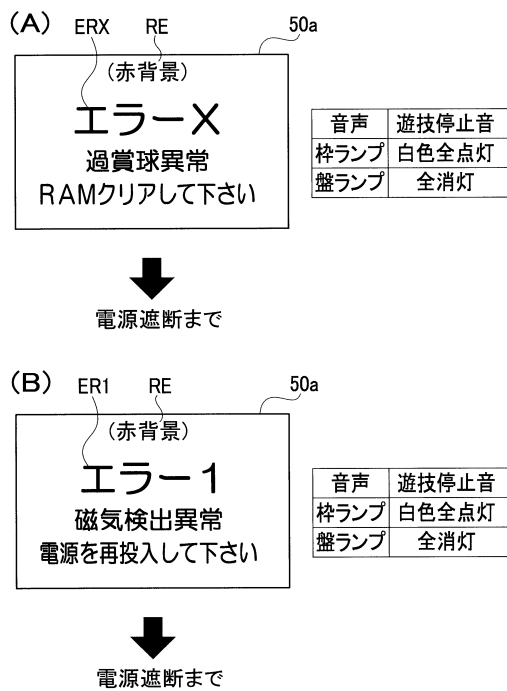 (A) ERX RE 50a
(赤背景)
エラーX
過賞球異常
RAMクリアして下さい
音声 遊技停止音
枠ランプ 白色全点灯
盤ランプ 全消灯
電源遮断まで
(B) ER1 RE 50a
(赤背景)
エラー1
磁気検出異常
電源を再投入して下さい
音声 遊技停止音
枠ランプ 白色全点灯
盤ランプ 全消灯
電源遮断まで